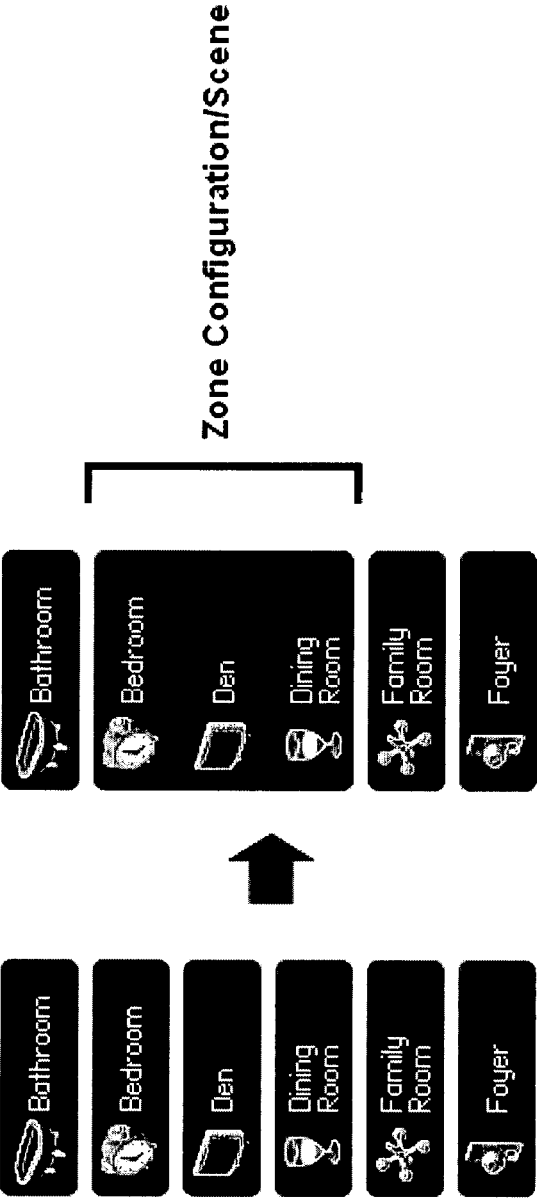 Bathroom
Bedroom
Den
Dining
Room
Family
Room
Foyer
Bathroom
Bedroom
Den
Dining
Room
Family
Room
Foyer
Zone Configuration/Scene